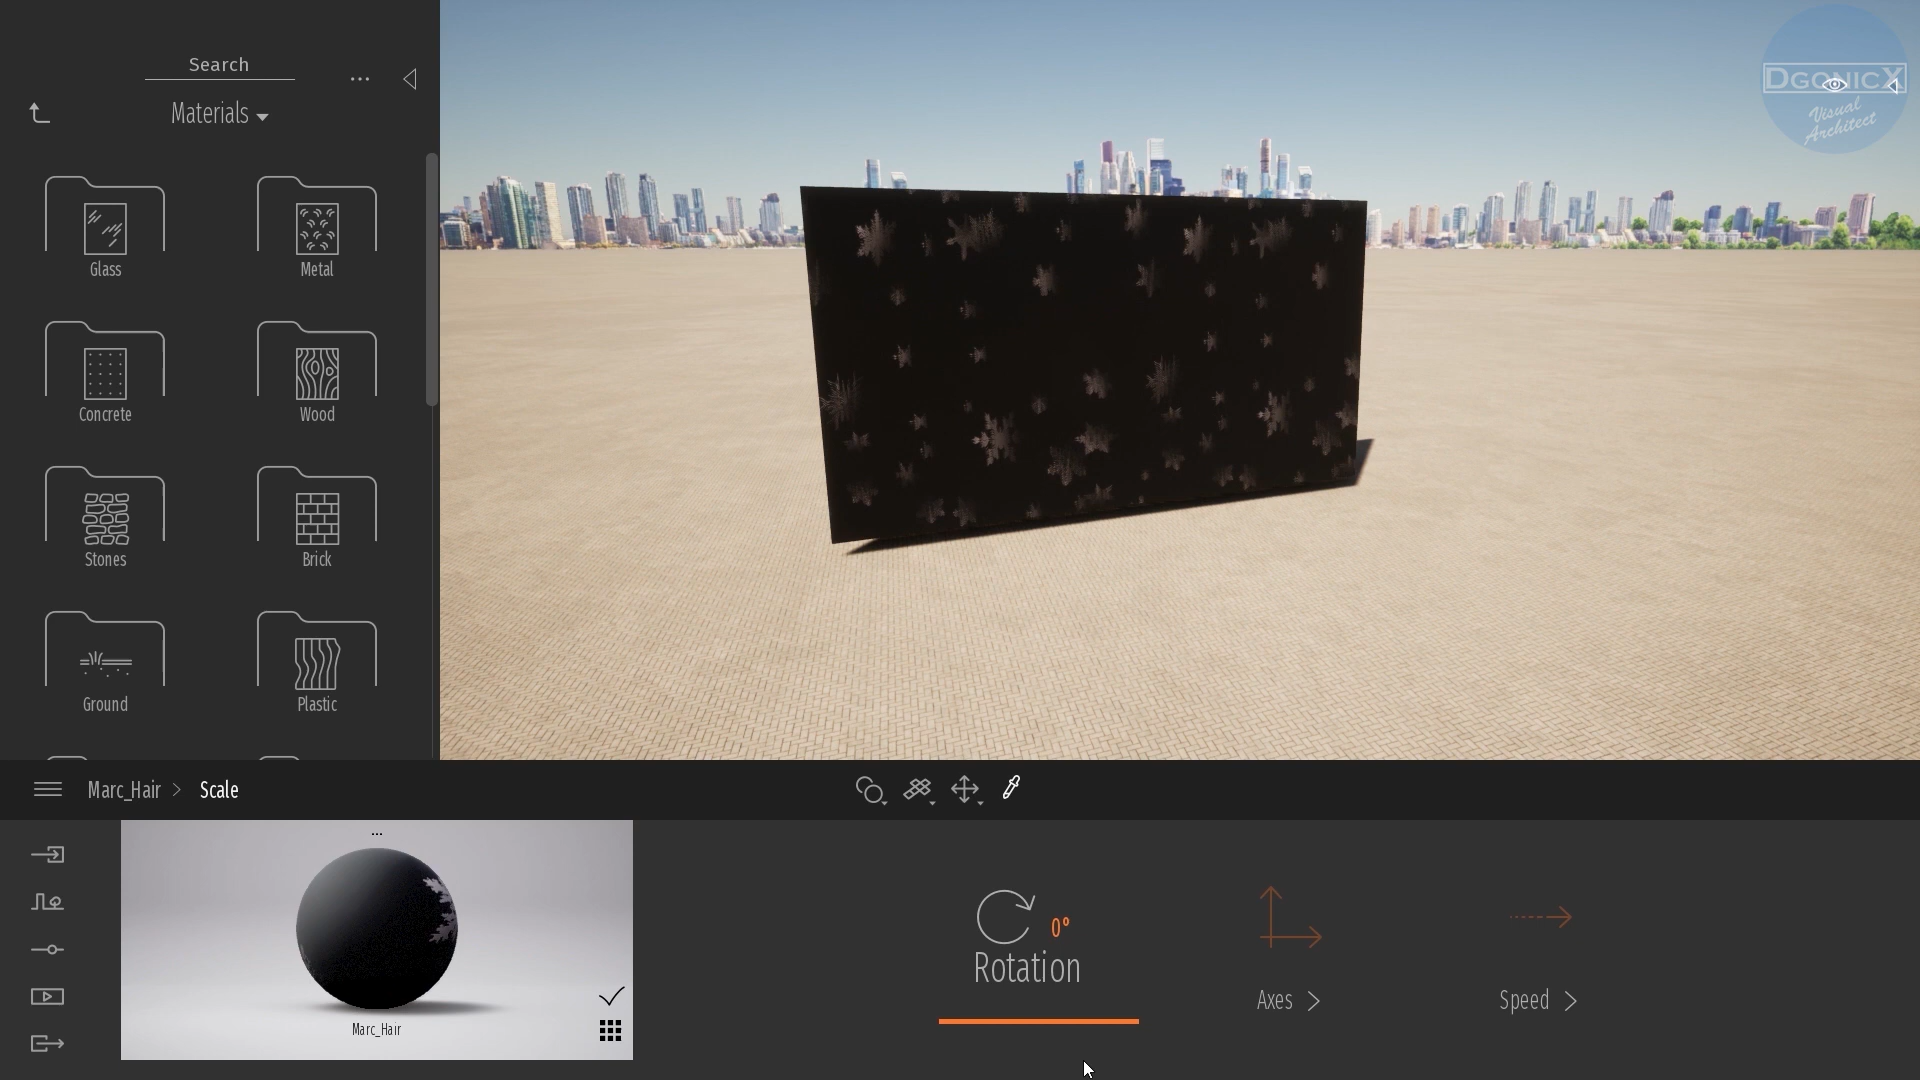 Search
...
Materials
DGONICX
Visual
Architect
Glass
Metal
Concrete
Wood
Stones
Brick
Ground
Plastic
Marc_Hair > Scale
...
Marc_Hair
0°
Rotation
Axes
Speed